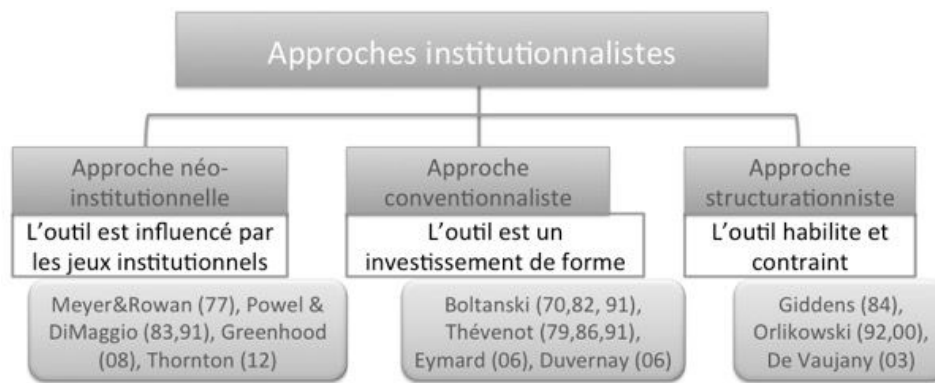 Approches institutionnalistes
Approche néo-
institutionnelle
L'outil est influencé par
les jeux institutionnels
Meyer&Rowan (77), Powel &
DiMaggio (83,91), Greenhood
(08), Thornton (12)
Approche
conventionnaliste
L'outil est un
investissement de forme
Boltanski (70,82, 91),
Thévenot (79,86,91),
Eymard (06), Duvernay (06)
Approche
structurationniste
L'outil habilite et
contraint
Giddens (84),
Orlikowski (92,00),
De Vaujany (03)